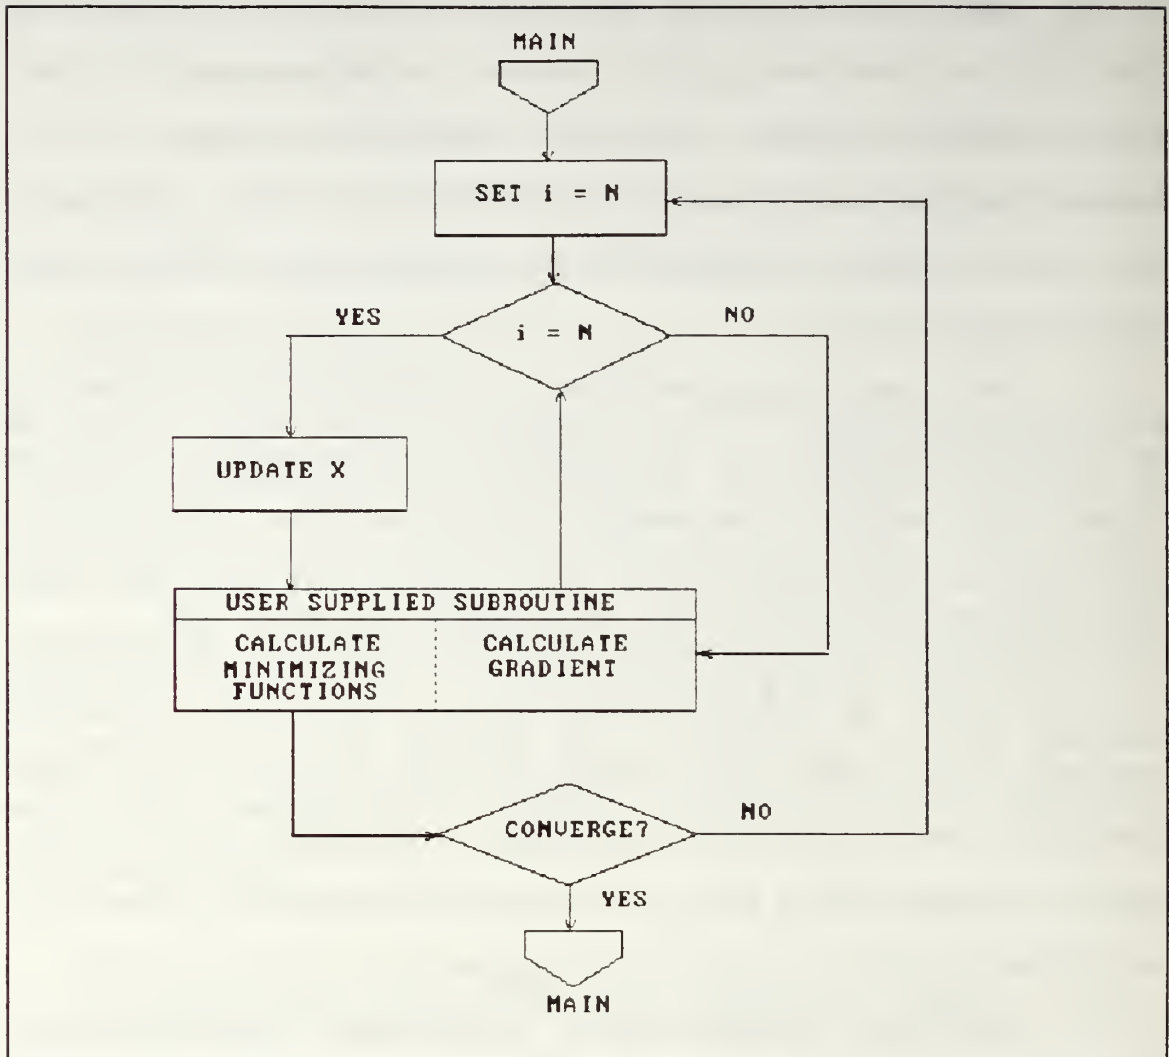 MAIN
SET i = N
i = N
YES
NO
UPDATE X
USER SUPPLIED SUBROUTINE
CALCULATE
MINIMIZING
FUNCTIONS
CALCULATE
GRADIENT
CONVERGE?
NO
YES
MAIN